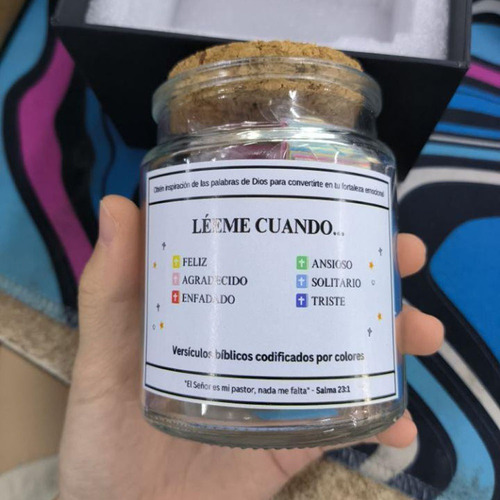 Obtén inspiración de las palabras de Dios para convertirte en tu fortaleza emocional
LÉEME CUANDO...
FELIZ
AGRADECIDO
ENFADADO
ANSIOSO
SOLITARIO
TRISTE
Versículos bíblicos codificados por colores
"El Señor es mi pastor, nada me falta" - Salma 23:1